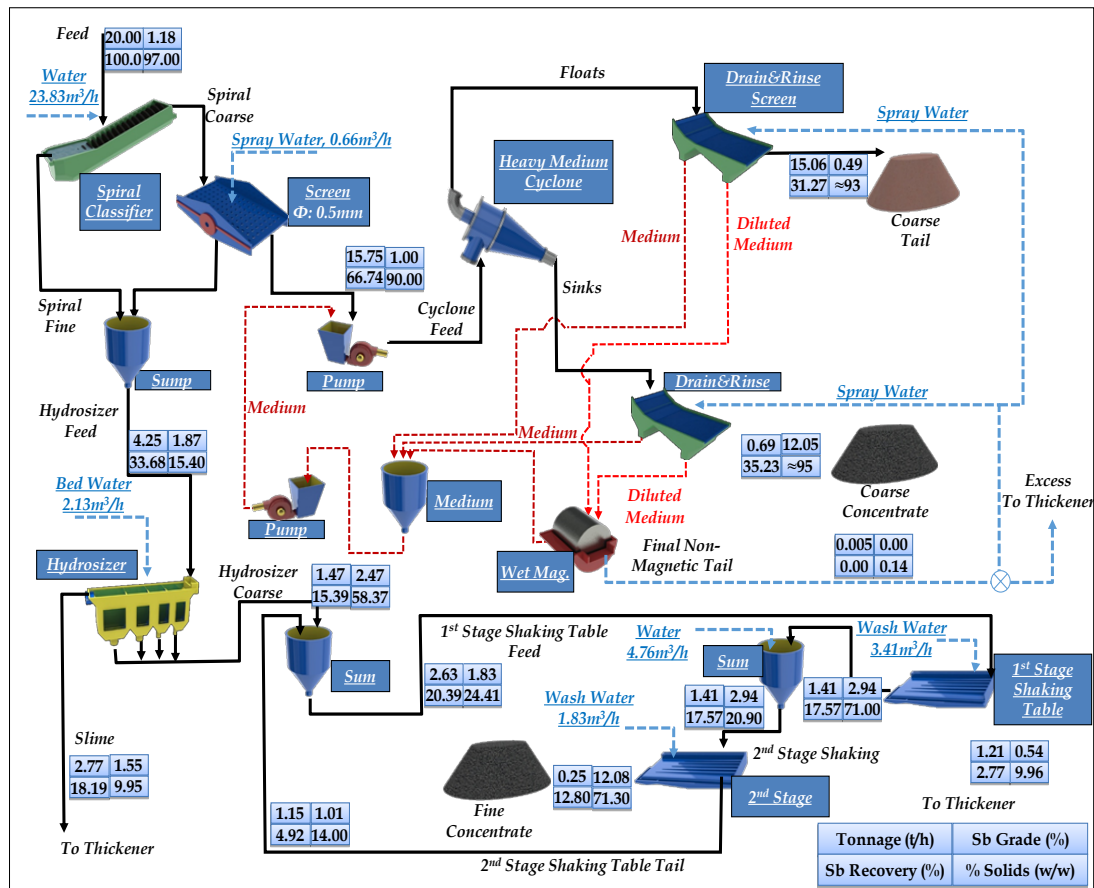 Feed
20.00 1.18
100.0 97.00
Water
23.83m³/h
Spiral
Coarse
Spray Water, 0.66m³/h
Spiral
Classifier
Screen
Φ: 0.5mm
Spiral
Fine
Sump
15.75 1.00
66.74 90.00
Cyclone
Feed
Pump
Floats
Heavy Medium
Cyclone
Sinks
Drain&Rinse
Screen
Spray Water
15.06 0.49
31.27 ≈93
Coarse
Tail
Medium
Diluted
Medium
Drain&Rinse
Spray Water
0.69 12.05
35.23 ≈95
Coarse
Concentrate
Excess
To Thickener
Medium
Medium
Pump
Medium
Diluted
Medium
Wet Mag.
Final Non-
Magnetic Tail
0.005 0.00
0.00 0.14
Hydrosizer
Feed
4.25 1.87
33.68 15.40
Bed Water
2.13m³/h
Hydrosizer
Hydrosizer
Coarse
1.47 2.47
15.39 58.37
Sum
1st Stage Shaking Table
Feed
2.63 1.83
20.39 24.41
Water
4.76m³/h
Sum
Wash Water
3.41m³/h
1st Stage
Shaking
Table
1.41 2.94
17.57 20.90
1.41 2.94
17.57 71.00
Wash Water
1.83m³/h
2nd Stage Shaking
2nd Stage
1.21 0.54
2.77 9.96
To Thickener
Slime
2.77 1.55
18.19 9.95
To Thickener
Fine
Concentrate
0.25 12.08
12.80 71.30
1.15 1.01
4.92 14.00
2nd Stage Shaking Table Tail
Tonnage (t/h) Sb Grade (%)
Sb Recovery (%) % Solids (w/w)